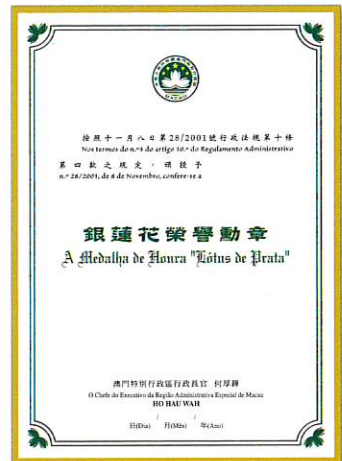 MACAU
按照十一月八日第28/2001號行政法規第十條
Nos termos do n.º4 do artigo 10.º do Regulamento Administrativo
第四款之規定，頒授予
n.º 28/2001, de 8 de Novembro, confere-se a
銀蓮花榮譽勳章
A Medalha de Honra "Lótus de Prata"
澳門特別行政區行政長官 何厚鏵
O Chefe do Executivo da Região Administrativa Especial de Macau
HO HAU WAH
/ /
日(Dia) 月(Mês) 年(Ano)